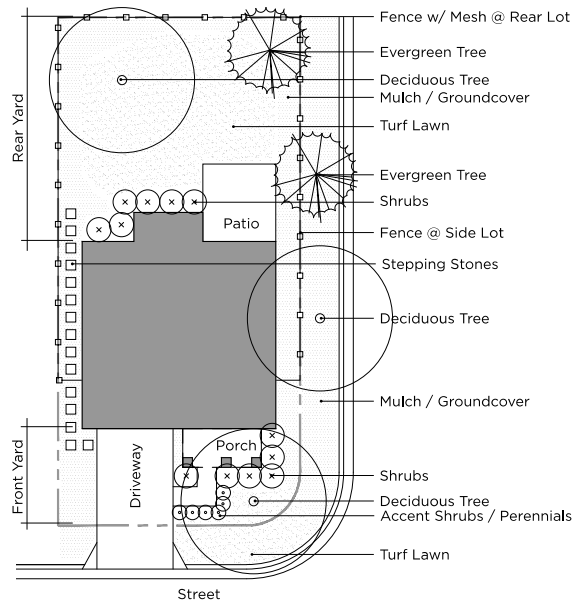 Fence w/ Mesh @ Rear Lot
Evergreen Tree
Deciduous Tree
Mulch / Groundcover
Turf Lawn
Rear Yard
Evergreen Tree
Shrubs
Patio
Fence @ Side Lot
Stepping Stones
Deciduous Tree
Mulch / Groundcover
Front Yard
Driveway
Porch
Shrubs
Deciduous Tree
Accent Shrubs / Perennials
Turf Lawn
Street